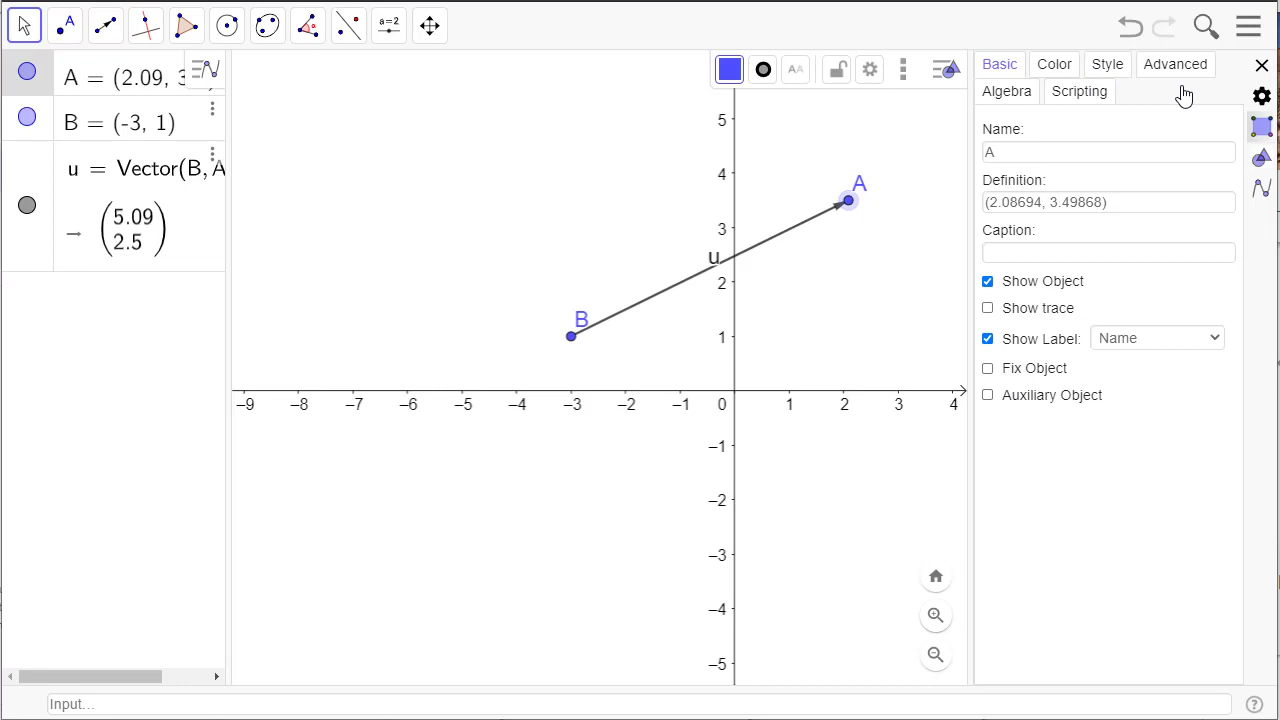 A
a=2
A = (2.09, 3
B = (-3, 1)
u = Vector(B, A
→ (5.09
2.5)
AA
Basic
Color
Style
Advanced
Algebra
Scripting
Name:
A
Definition:
(2.08694, 3.49868)
Caption:
Show Object
Show trace
Show Label:
Name
Fix Object
Auxiliary Object
5
4
3
2
1
A
u
B
–9 –8 –7 –6 –5 –4 –3 –2 –1 0 1 2 3 4
–1
–2
–3
–4
–5
Input...
?